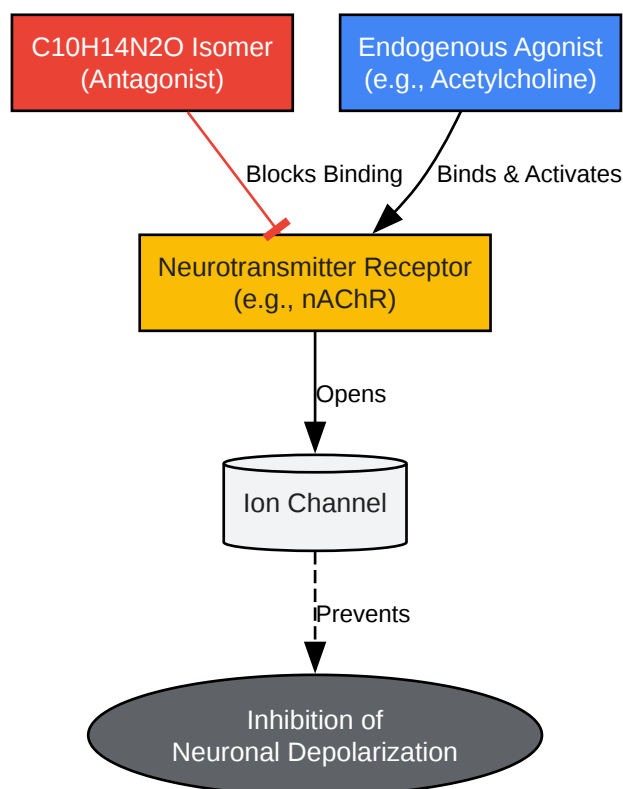 C10H14N2O Isomer
(Antagonist)
Endogenous Agonist
(e.g., Acetylcholine)
Blocks Binding
Binds & Activates
Neurotransmitter Receptor
(e.g., nAChR)
Opens
Ion Channel
Prevents
Inhibition of
Neuronal Depolarization